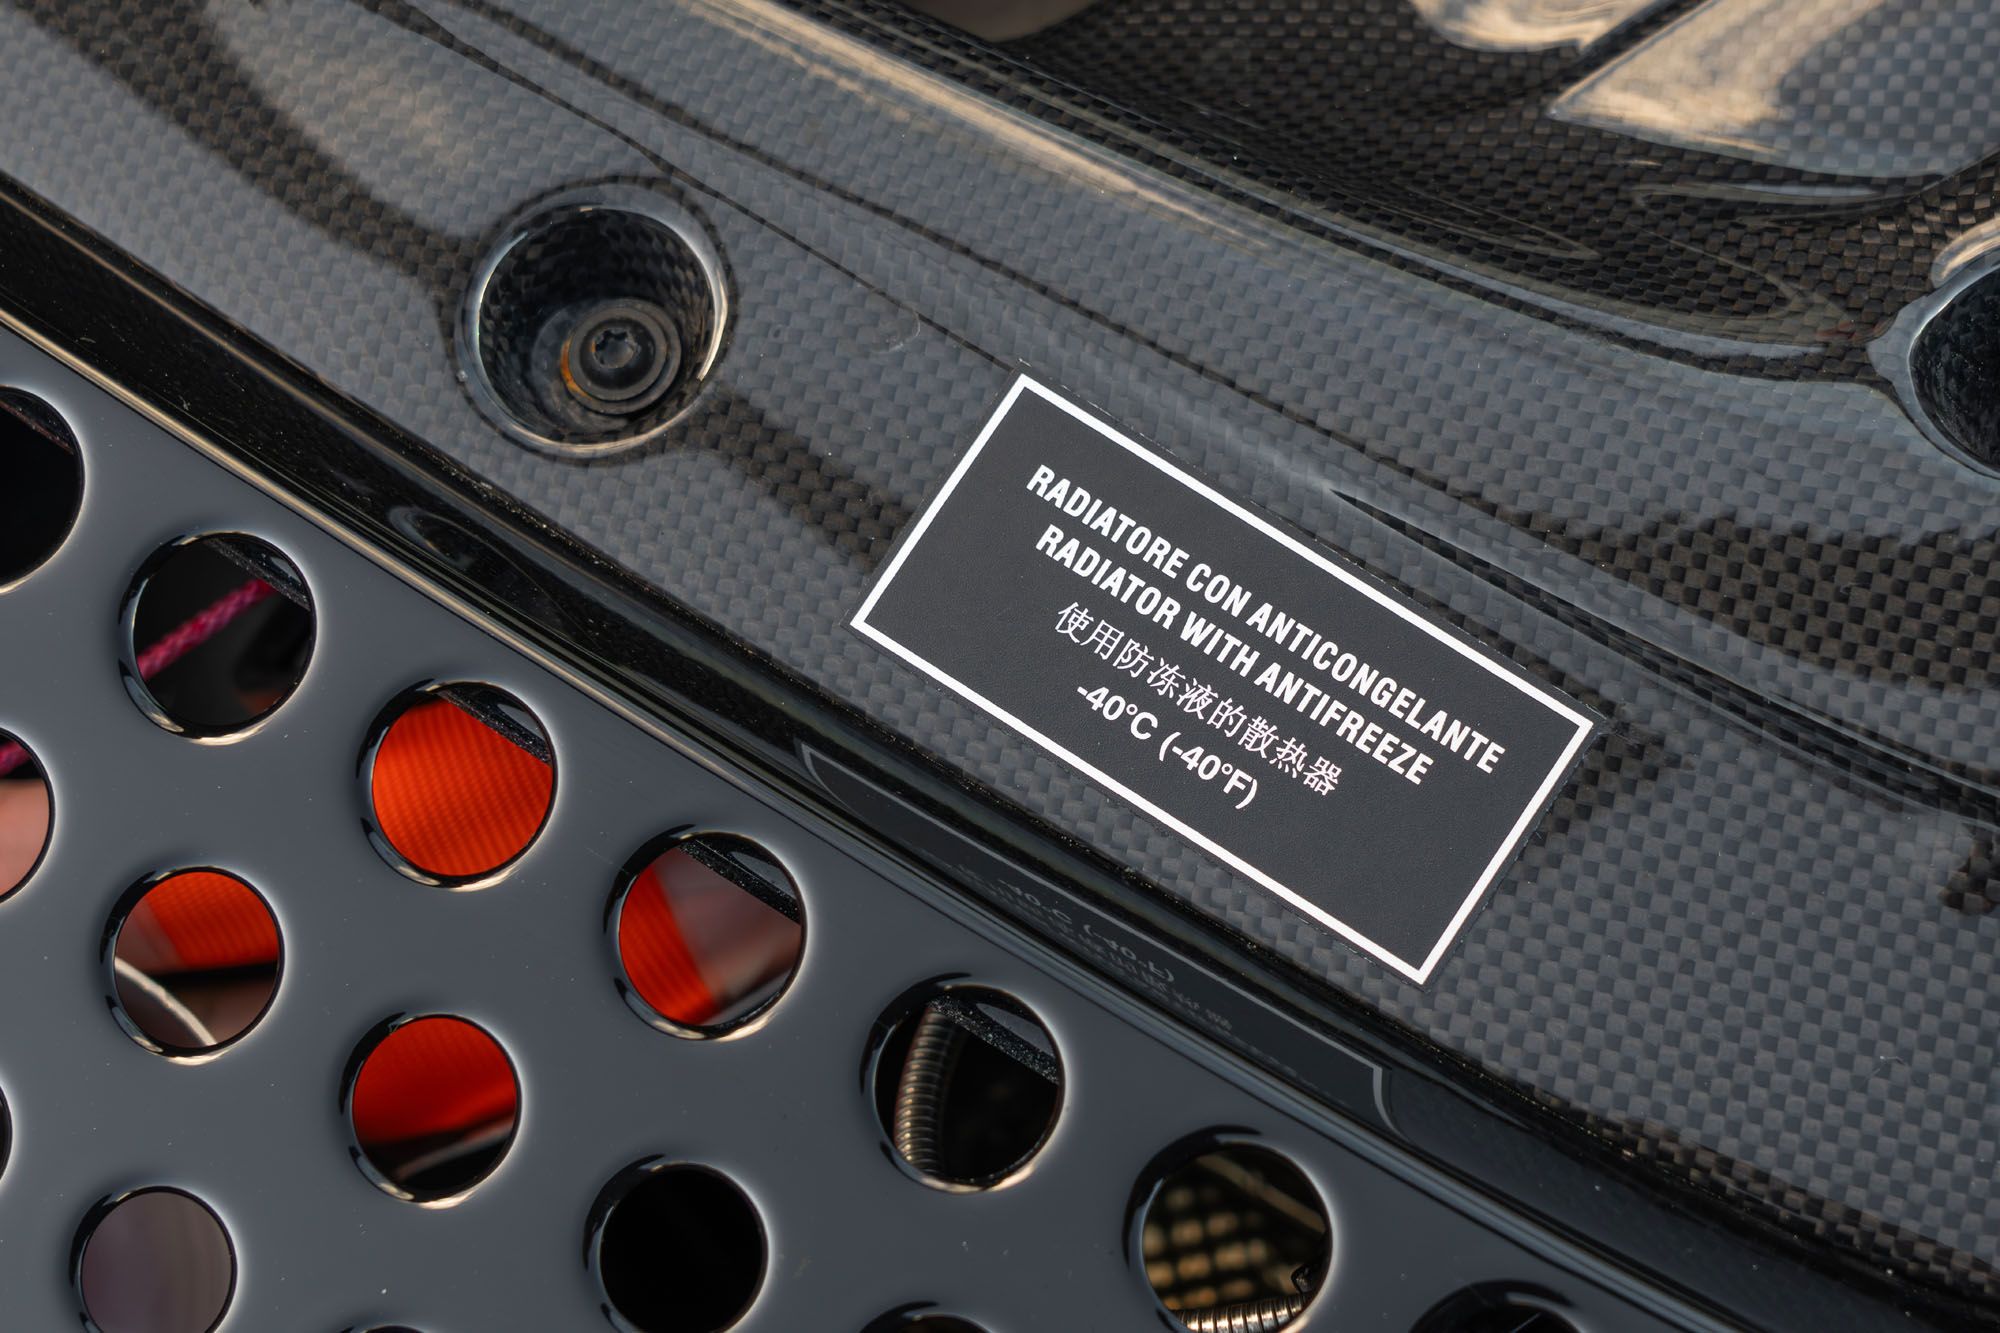 RADIATORE CON ANTICONGELANTE
RADIATOR WITH ANTIFREEZE
使用防冻液的散热器
-40°C (-40°F)